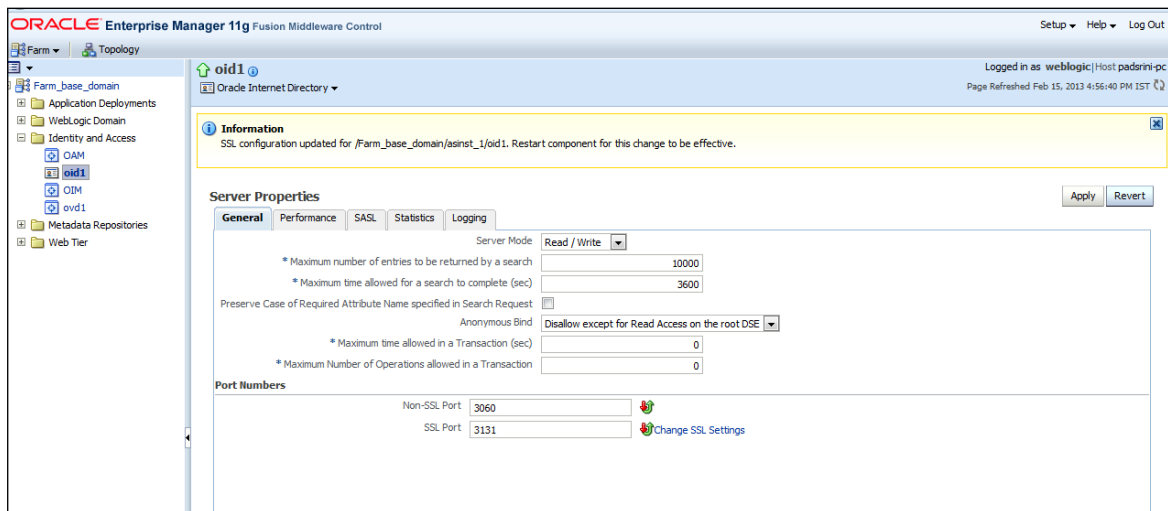 ORACLE Enterprise Manager 11g Fusion Middleware Control
Setup Help Log Out
Farm Topology
oid1
Logged in as weblogic|Host padsrini-pc
Farm_base_domain
Orade Internet Directory
Page Refreshed Feb 15, 2013 4:56:40 PM IST
Application Deployments
WebLogic Domain
Identity and Access
OAM
oid1
OIM
ovd1
Metadata Repositories
Web Tier
Information
SSL configuration updated for /Farm_base_domain/asinst_1/oid1. Restart component for this change to be effective.
Server Properties
Apply Revert
General Performance SASL Statistics Logging
Server Mode Read / Write
* Maximum number of entries to be returned by a search 10000
* Maximum time allowed for a search to complete (sec) 3600
Preserve Case of Required Attribute Name specified in Search Request
Anonymous Bind Disallow except for Read Access on the root DSE
* Maximum time allowed in a Transaction (sec) 0
* Maximum Number of Operations allowed in a Transaction 0
Port Numbers
Non-SSL Port 3060
SSL Port 3131 Change SSL Settings